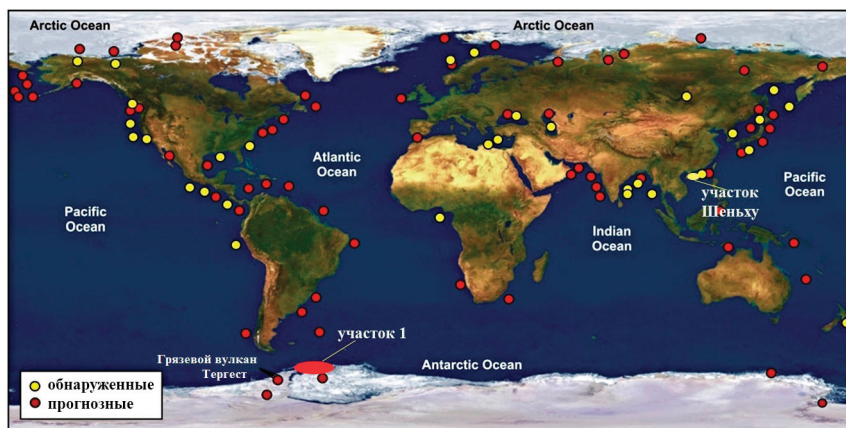 Arctic Ocean
Arctic Ocean
Atlantic
Ocean
Pacific
Ocean
Pacific
Ocean
участок
Шеньху
Indian
Ocean
участок 1
Грязевой вулкан
Тергест
Antarctic Ocean
обнаруженные
прогнозные